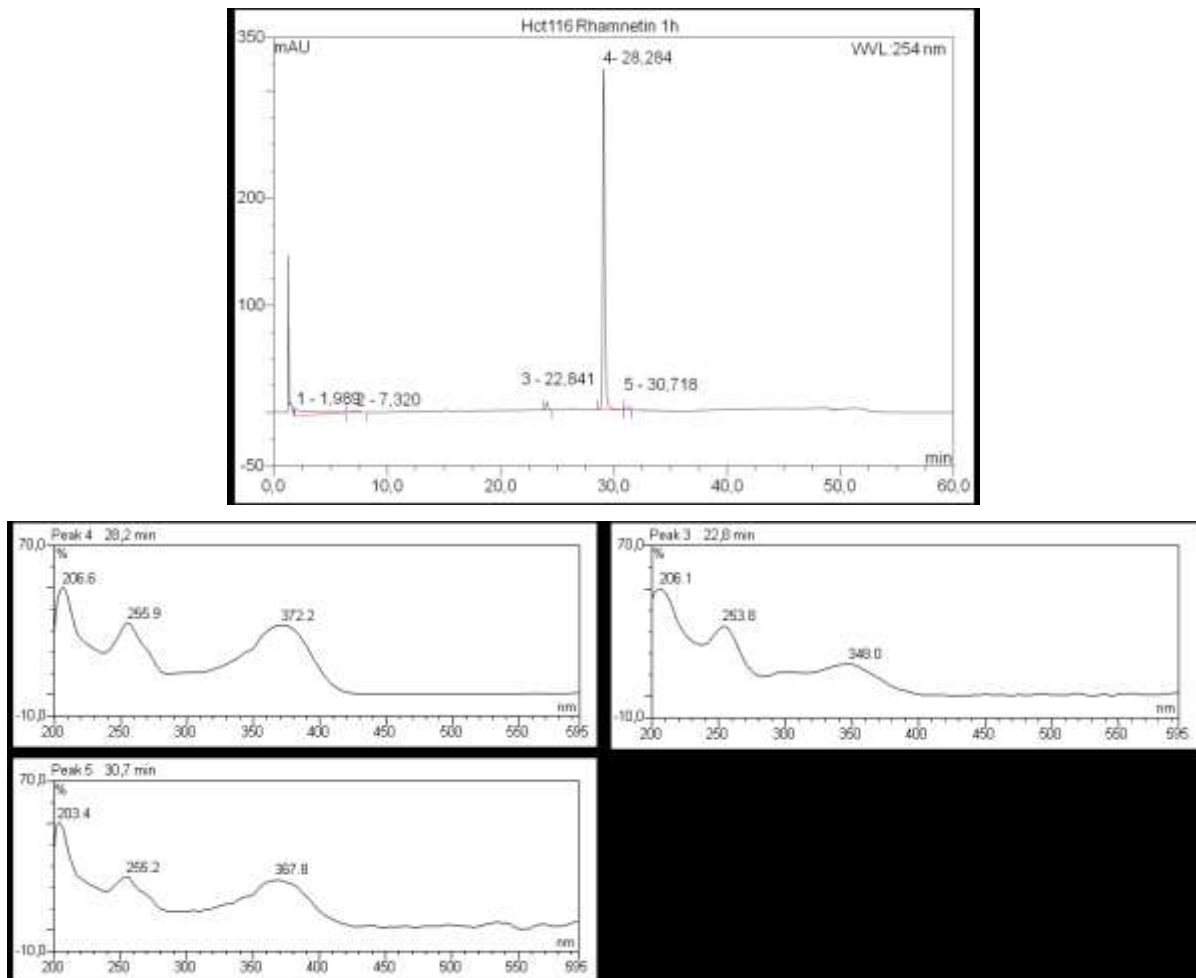 Hct116 Rhamnetin 1h
350
mAU
WVL:254 nm
4- 28,284
200
100
3 - 22,841
5 - 30,718
1 - 1,989
2 - 7,320
-50
min
0,0 10,0 20,0 30,0 40,0 50,0 60,0
Peak 4 28,2 min
70,0
%
206.6
255.9
372.2
-10,0
nm
200 250 300 350 400 450 500 550 595
Peak 3 22,8 min
70,0
%
206.1
253.8
348.0
-10,0
nm
200 250 300 350 400 450 500 550 595
Peak 5 30,7 min
70,0
%
203.4
255.2
367.8
-10,0
nm
200 250 300 350 400 450 500 550 595